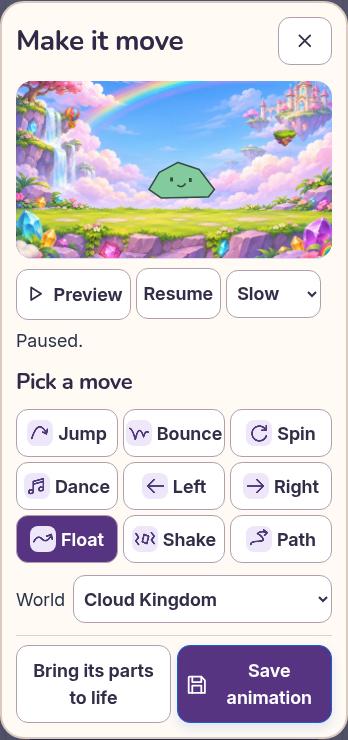 Make it move
Preview Resume Slow
Paused.
Pick a move
Jump Bounce Spin
Dance Left Right
Float Shake Path
World Cloud Kingdom
Bring its parts Save
to life animation